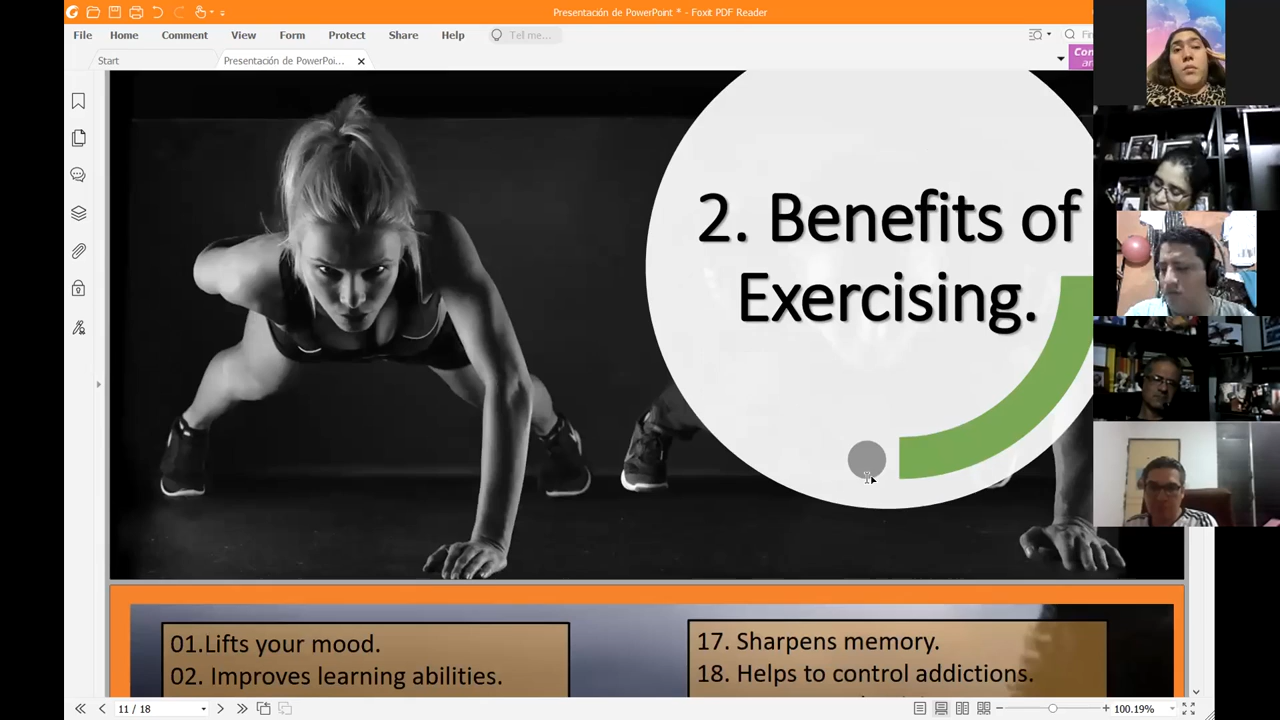 Presentación de PowerPoint * - Foxit PDF Reader
File Home Comment View Form Protect Share Help Tell me...
Start Presentación de PowerPoi...
2. Benefits of
Exercising.
01.Lifts your mood.
02. Improves learning abilities.
17. Sharpens memory.
18. Helps to control addictions.
11 / 18
100.19%